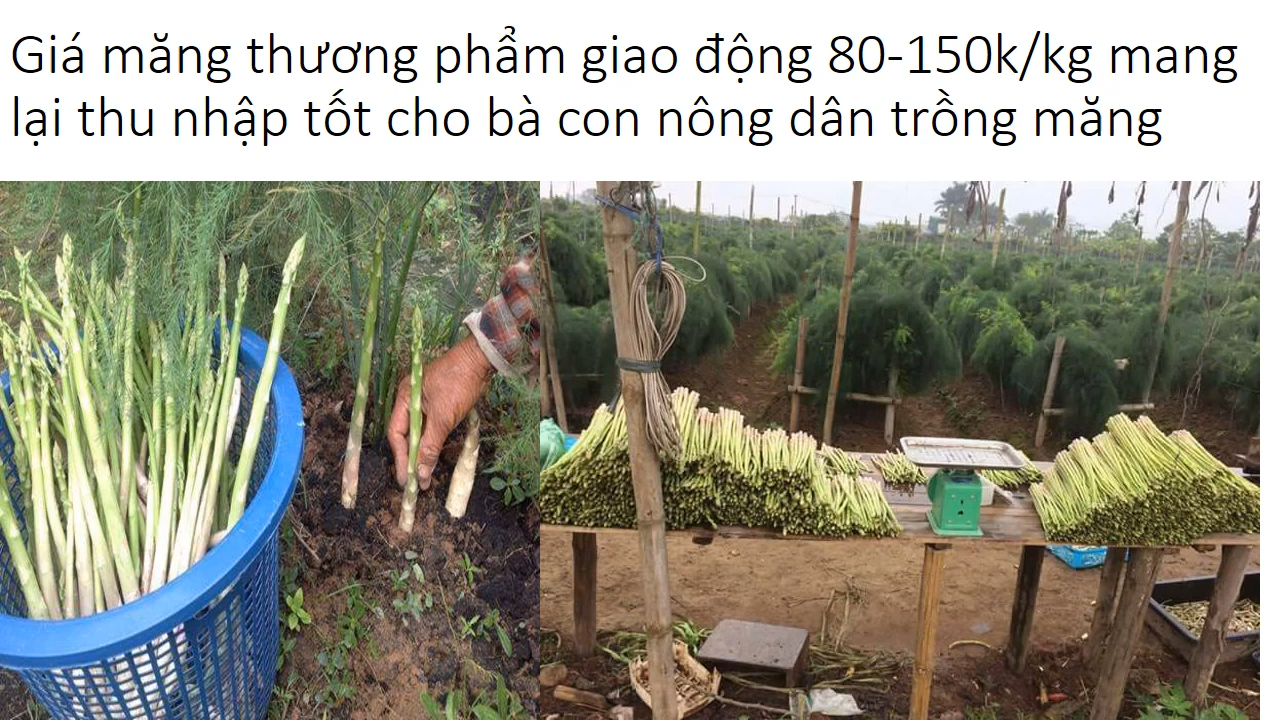 Giá măng thương phẩm giao động 80-150k/kg mang
lại thu nhập tốt cho bà con nông dân trồng măng